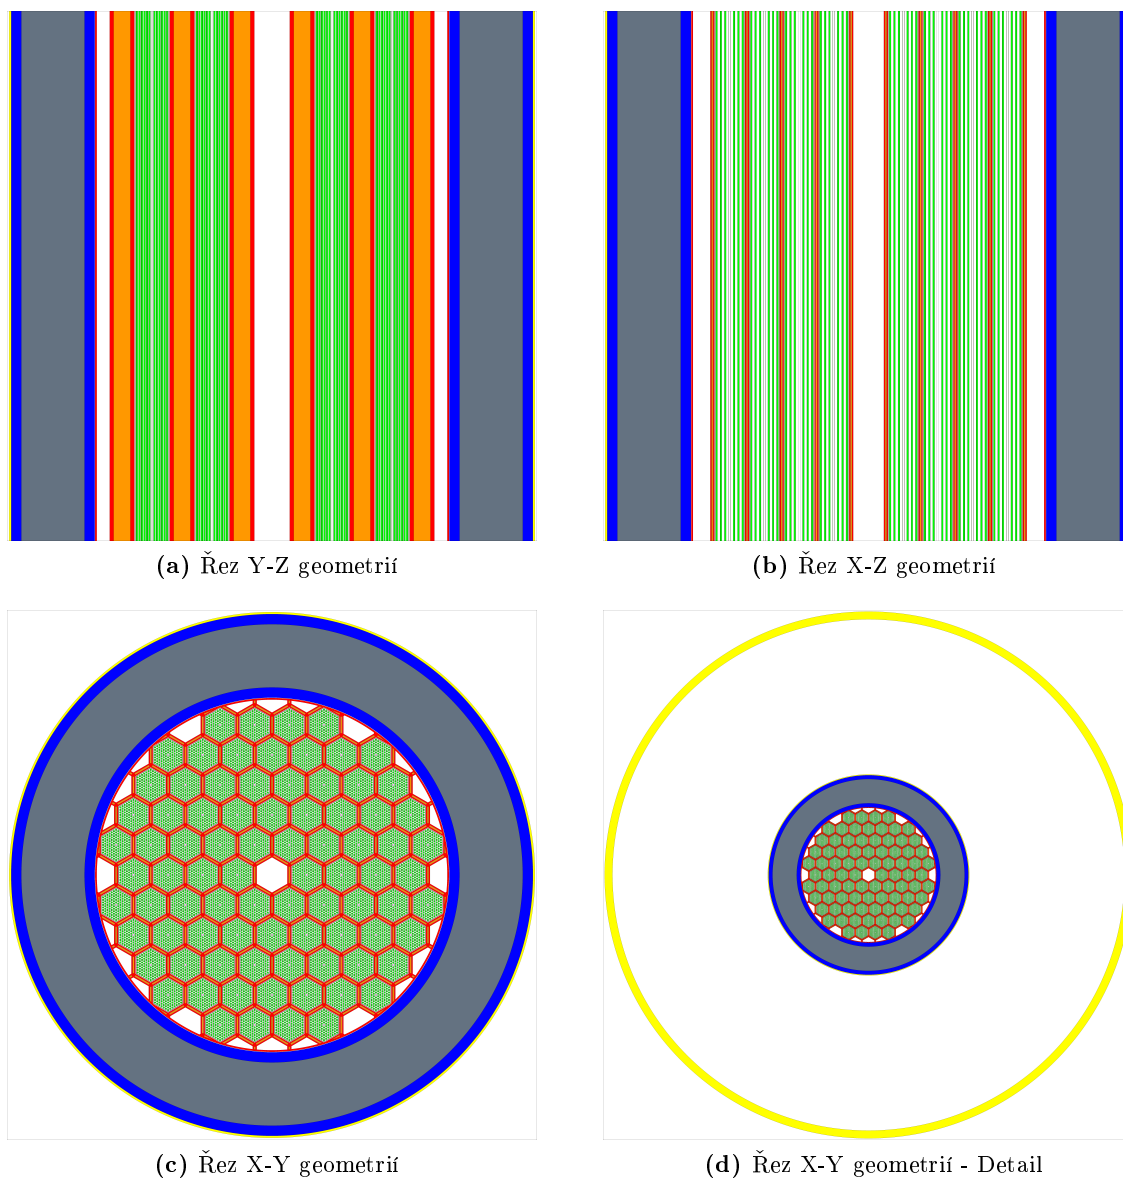 (a) Řez Y-Z geometrií
(b) Řez X-Z geometrií
(c) Řez X-Y geometrií
(d) Řez X-Y geometrií - Detail